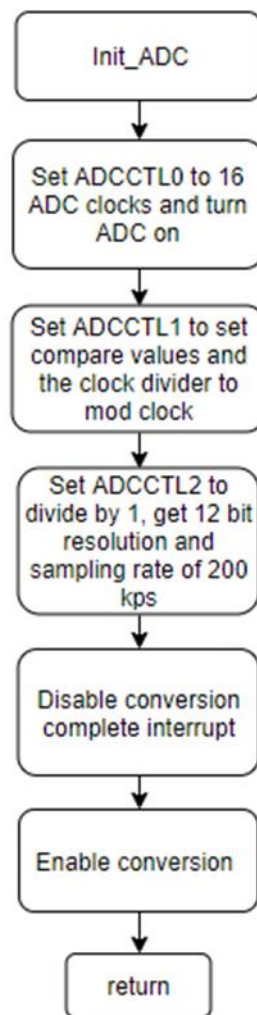 Init_ADC
Set ADCCTL0 to 16
ADC clocks and turn
ADC on
Set ADCCTL1 to set
compare values and
the clock divider to
mod clock
Set ADCCTL2 to
divide by 1, get 12 bit
resolution and
sampling rate of 200
kps
Disable conversion
complete interrupt
Enable conversion
return